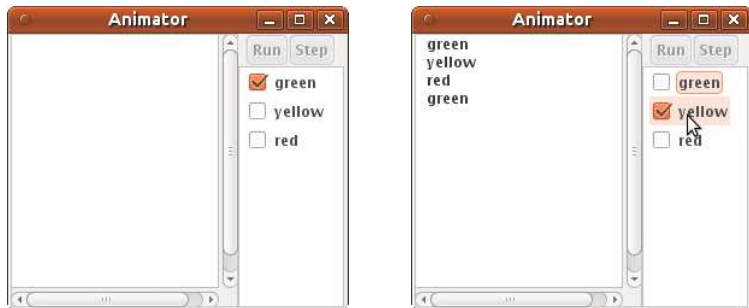 Animator
Run Step
green
yellow
red
Animator
green
yellow
red
green
Run Step
green
yellow
red